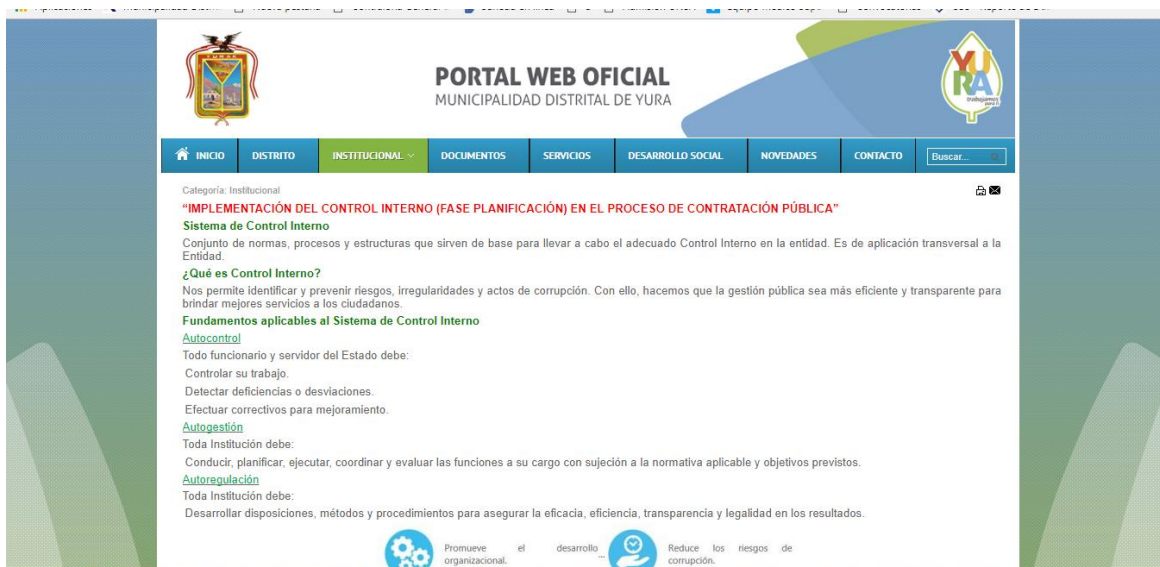 YURA
PORTAL WEB OFICIAL
MUNICIPALIDAD DISTRITAL DE YURA
YURA
trabajamos
para ti
INICIO DISTRITO INSTITUCIONAL DOCUMENTOS SERVICIOS DESARROLLO SOCIAL NOVEDADES CONTACTO Buscar...
Categoría: Institucional
“IMPLEMENTACIÓN DEL CONTROL INTERNO (FASE PLANIFICACIÓN) EN EL PROCESO DE CONTRATACIÓN PÚBLICA”
Sistema de Control Interno
Conjunto de normas, procesos y estructuras que sirven de base para llevar a cabo el adecuado Control Interno en la entidad. Es de aplicación transversal a la
Entidad.
¿Qué es Control Interno?
Nos permite identificar y prevenir riesgos, irregularidades y actos de corrupción. Con ello, hacemos que la gestión pública sea más eficiente y transparente para
brindar mejores servicios a los ciudadanos.
Fundamentos aplicables al Sistema de Control Interno
Autocontrol
Todo funcionario y servidor del Estado debe:
Controlar su trabajo.
Detectar deficiencias o desviaciones.
Efectuar correctivos para mejoramiento.
Autogestión
Toda Institución debe:
Conducir, planificar, ejecutar, coordinar y evaluar las funciones a su cargo con sujeción a la normativa aplicable y objetivos previstos.
Autoregulación
Toda Institución debe:
Desarrollar disposiciones, métodos y procedimientos para asegurar la eficacia, eficiencia, transparencia y legalidad en los resultados.
Promueve el desarrollo ... Reduce los riesgos de
organizacional. corrupción.